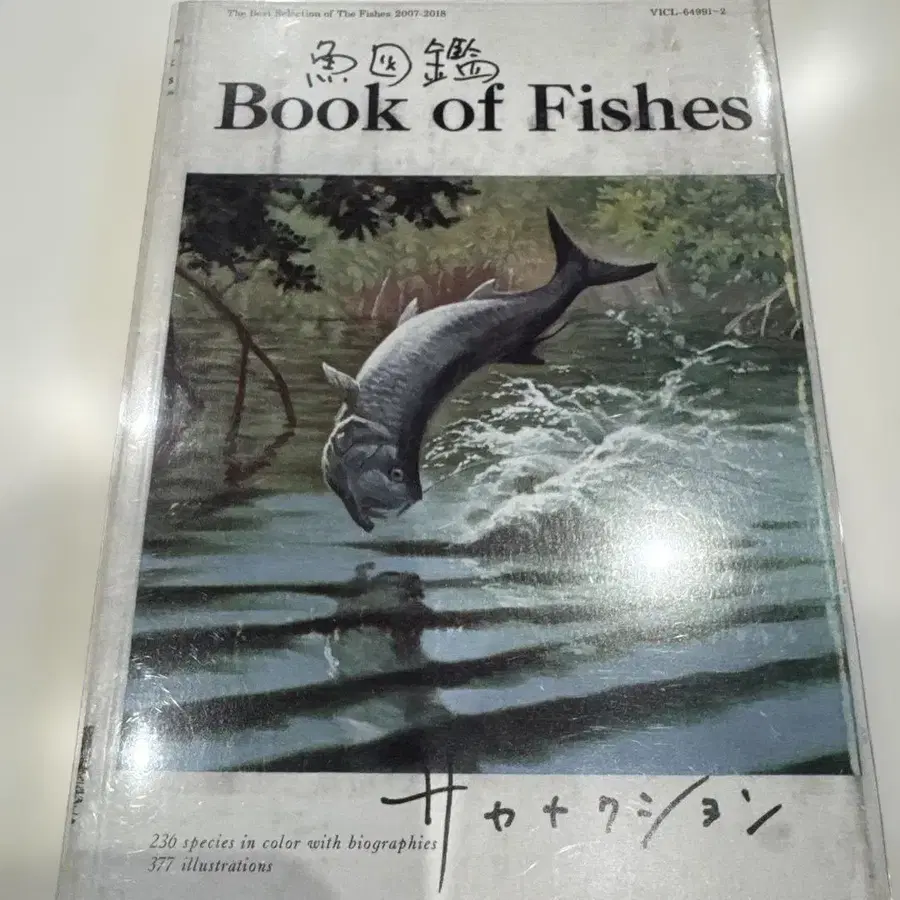 The Best Selection of The Fishes 2007-2018
VICL-64991~2
魚図鑑
Book of Fishes
サカナクション
236 species in color with biographies
377 illustrations